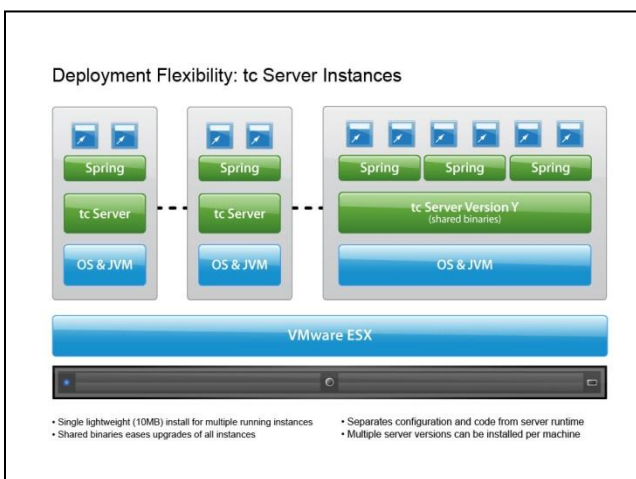 Deployment Flexibility: tc Server Instances
Spring
tc Server
OS & JVM
Spring
tc Server
OS & JVM
Spring
Spring
Spring
tc Server Version Y
(shared binaries)
OS & JVM
VMware ESX
• Single lightweight (10MB) install for multiple running instances
• Shared binaries eases upgrades of all instances
• Separates configuration and code from server runtime
• Multiple server versions can be installed per machine